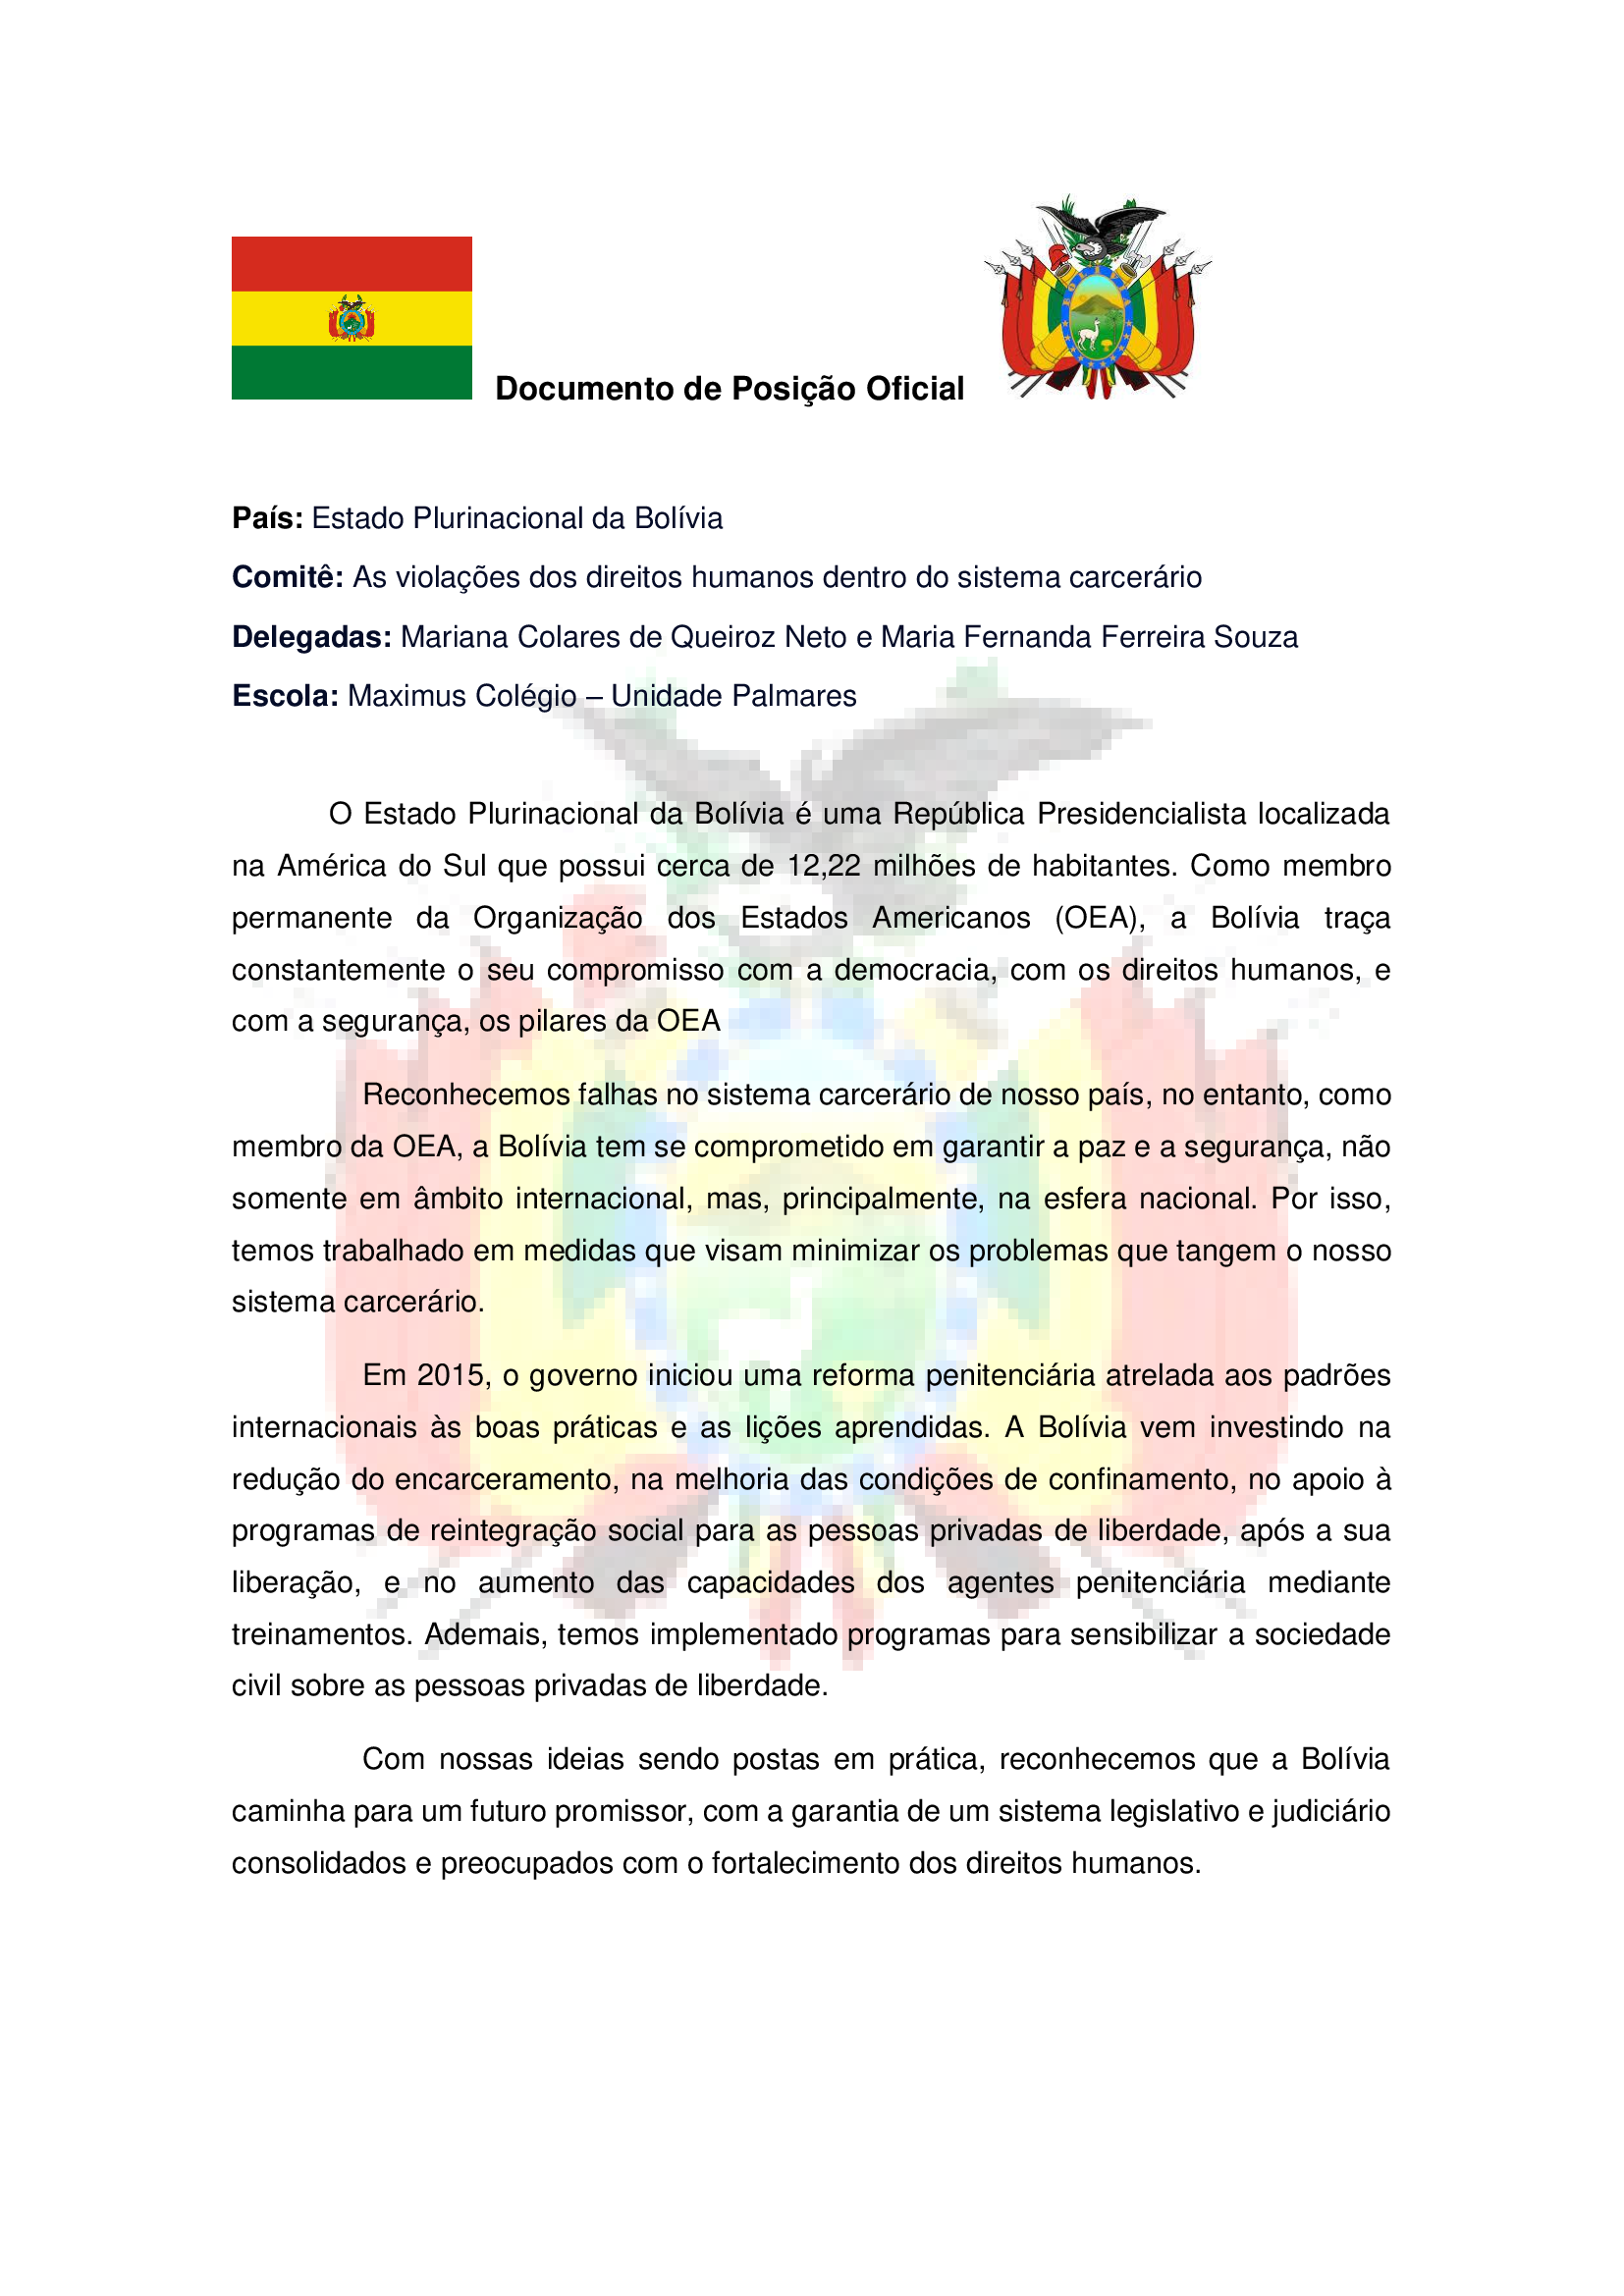 Documento de Posição Oficial
País: Estado Plurinacional da Bolívia
Comitê: As violações dos direitos humanos dentro do sistema carcerário
Delegadas: Mariana Colares de Queiroz Neto e Maria Fernanda Ferreira Souza
Escola: Maximus Colégio – Unidade Palmares
O Estado Plurinacional da Bolívia é uma República Presidencialista localizada
na América do Sul que possui cerca de 12,22 milhões de habitantes. Como membro
permanente da Organização dos Estados Americanos (OEA), a Bolívia traça
constantemente o seu compromisso com a democracia, com os direitos humanos, e
com a segurança, os pilares da OEA
Reconhecemos falhas no sistema carcerário de nosso país, no entanto, como
membro da OEA, a Bolívia tem se comprometido em garantir a paz e a segurança, não
somente em âmbito internacional, mas, principalmente, na esfera nacional. Por isso,
temos trabalhado em medidas que visam minimizar os problemas que tangem o nosso
sistema carcerário.
Em 2015, o governo iniciou uma reforma penitenciária atrelada aos padrões
internacionais às boas práticas e as lições aprendidas. A Bolívia vem investindo na
redução do encarceramento, na melhoria das condições de confinamento, no apoio à
programas de reintegração social para as pessoas privadas de liberdade, após a sua
liberação, e no aumento das capacidades dos agentes penitenciária mediante
treinamentos. Ademais, temos implementado programas para sensibilizar a sociedade
civil sobre as pessoas privadas de liberdade.
Com nossas ideias sendo postas em prática, reconhecemos que a Bolívia
caminha para um futuro promissor, com a garantia de um sistema legislativo e judiciário
consolidados e preocupados com o fortalecimento dos direitos humanos.